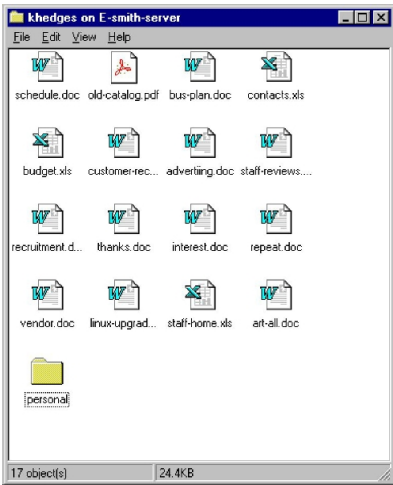 khedges on E-smith-server
File Edit View Help
schedule.doc old-catalog.pdf bus-plan.doc contacts.xls
budget.xls customer-rec... advertiing.doc staff-reviews....
recruitment.d... thanks.doc interest.doc repeat.doc
vendor.doc linux-upgrad... staff-home.xls art-all.doc
personal
17 object(s) 24.4KB